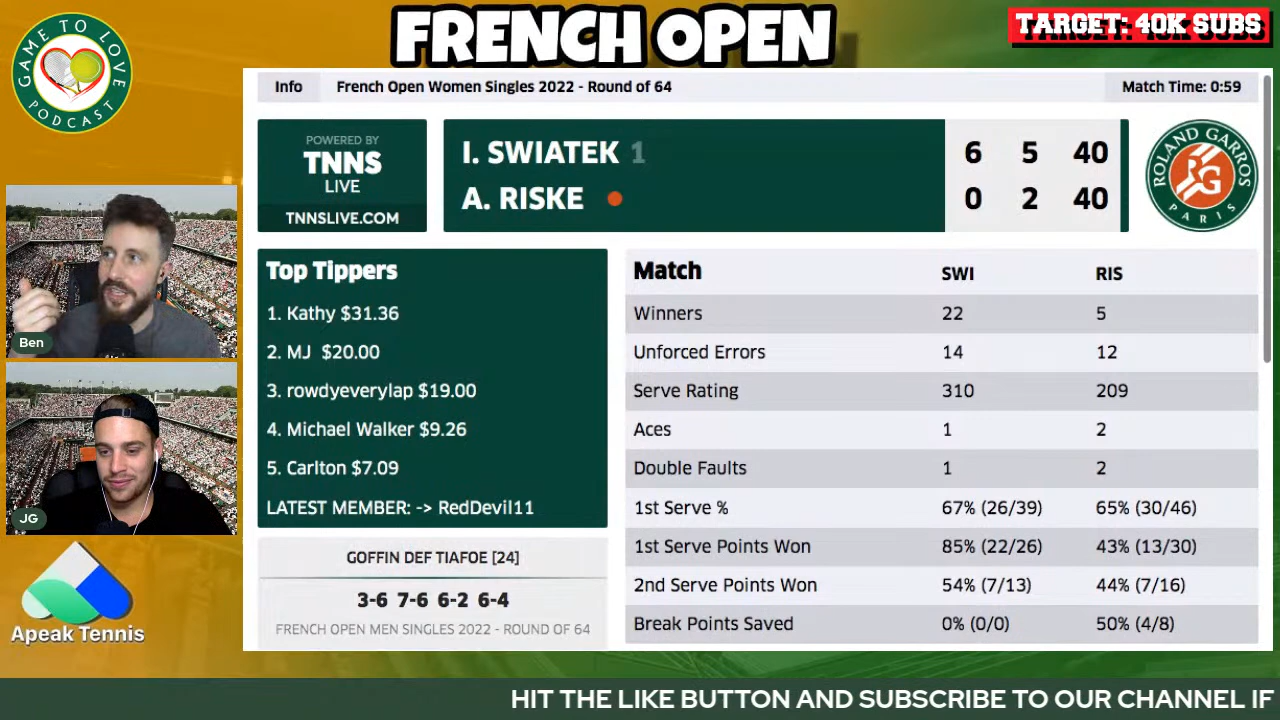 FRENCH OPEN
TARGET: 40K SUBS
GAME TO LOVE
PODCAST
Info French Open Women Singles 2022 - Round of 64 Match Time: 0:59
POWERED BY
TNNS
LIVE
TNNSLIVE.COM
I. SWIATEK 1 6 5 40
A. RISKE 0 2 40
ROLAND GARROS
RG
PARIS
Ben
JG
Apeak Tennis
Top Tippers
1. Kathy $31.36
2. MJ $20.00
3. rowdyeverylap $19.00
4. Michael Walker $9.26
5. Carlton $7.09
LATEST MEMBER: -> RedDevil11
GOFFIN DEF TIAFOE [24]
3-6 7-6 6-2 6-4
FRENCH OPEN MEN SINGLES 2022 - ROUND OF 64
Match SWI RIS
Winners 22 5
Unforced Errors 14 12
Serve Rating 310 209
Aces 1 2
Double Faults 1 2
1st Serve % 67% (26/39) 65% (30/46)
1st Serve Points Won 85% (22/26) 43% (13/30)
2nd Serve Points Won 54% (7/13) 44% (7/16)
Break Points Saved 0% (0/0) 50% (4/8)
HIT THE LIKE BUTTON AND SUBSCRIBE TO OUR CHANNEL IF